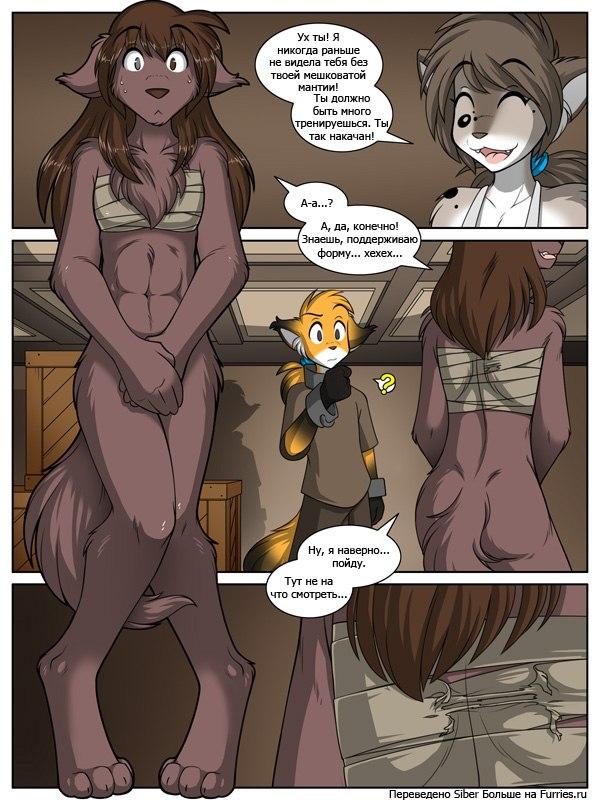 Ух ты! Я
никогда раньше
не видела тебя без
твоей мешковатой
мантии!
Ты должно
быть много
тренируешься. Ты
так накачан!
А-а...?
А, да, конечно!
Знаешь, поддерживаю
форму... хехех...
?
Ну, я наверно...
пойду.
Тут не на
что смотреть...
Переведено Siber Больше на Furries.ru